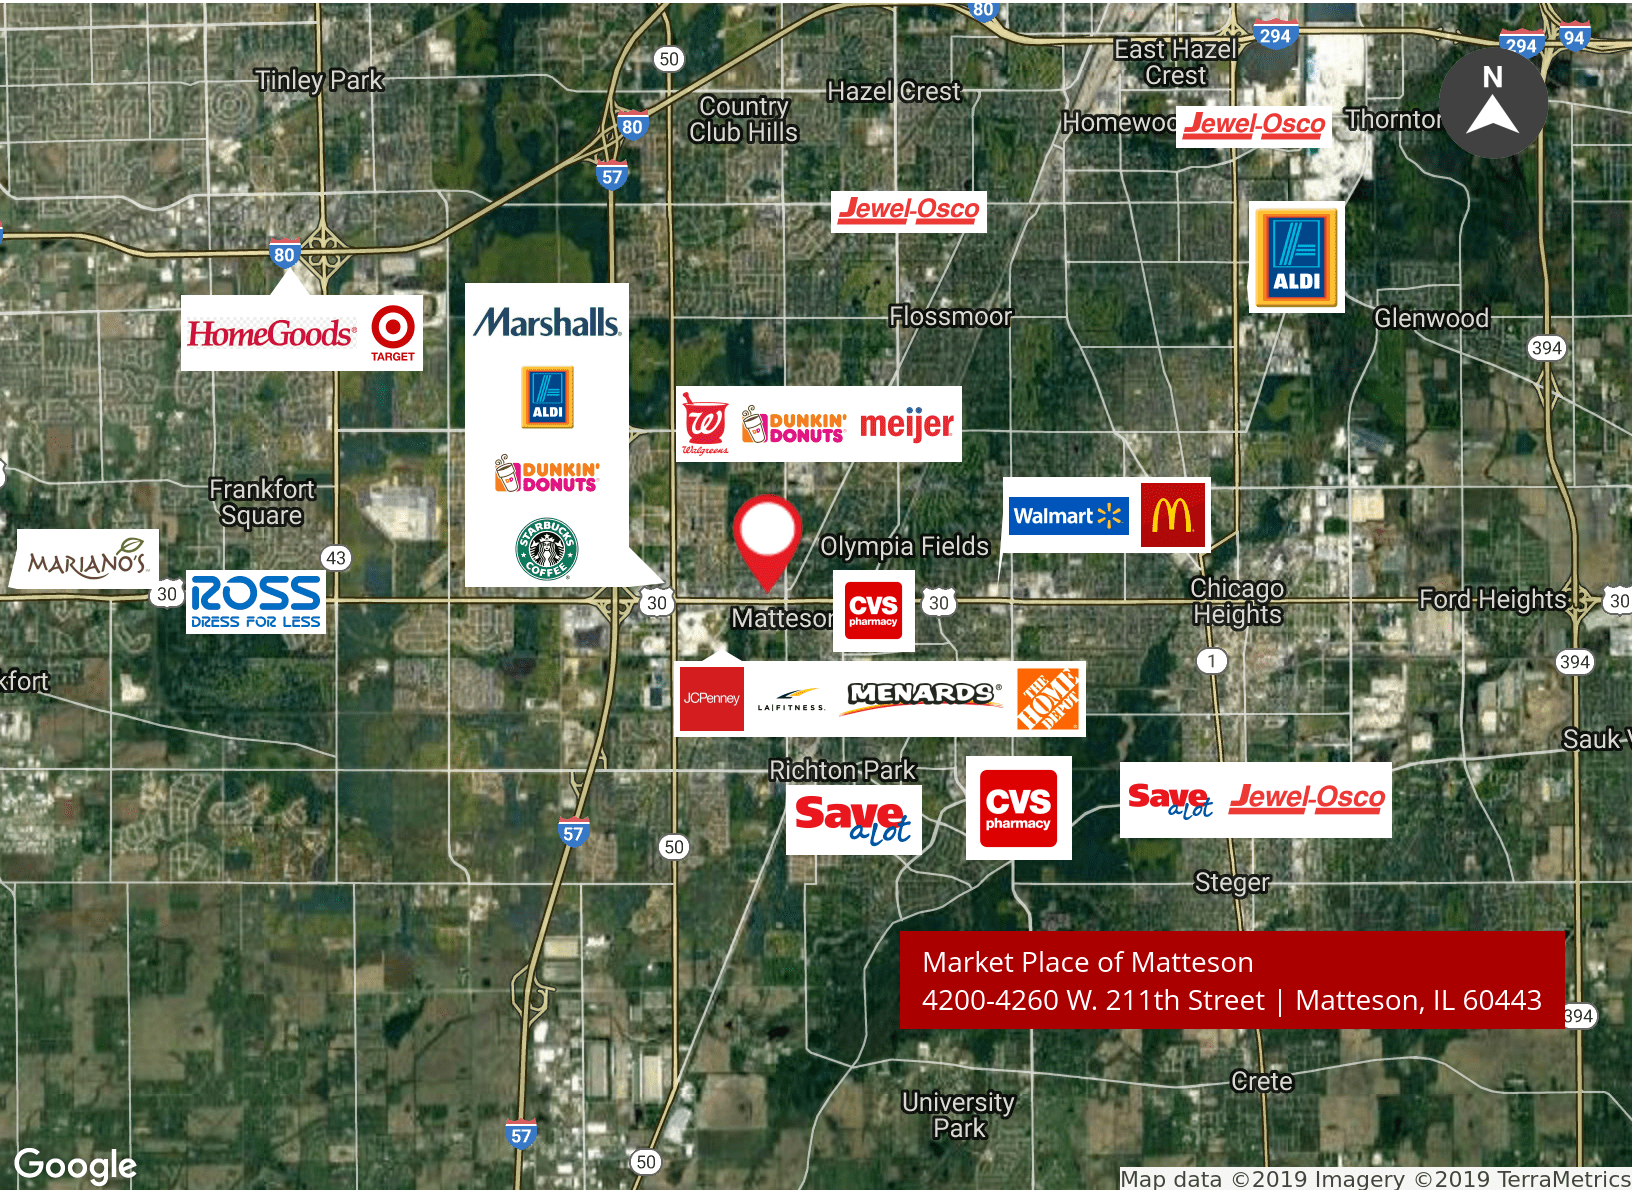 80
294
294
94
50
East Hazel
Crest
Tinley Park
Hazel Crest
Country
Club Hills
80
N
Homewoo
Jewel-Osco
Thornton
57
Jewel-Osco
80
ALDI
HomeGoods
TARGET
Marshalls
Flossmoor
Glenwood
394
ALDI
Walgreens
DUNKIN'
DONUTS
meijer
DUNKIN'
DONUTS
Frankfort
Square
Walmart
STARBUCKS
COFFEE
Olympia Fields
MARIANO'S
43
30
ROSS
DRESS FOR LESS
30
CVS
pharmacy
30
Chicago
Heights
Ford Heights
30
Matteson
1
394
kfort
JCPenney
LA|FITNESS.
MENARDS®
THE
HOME
DEPOT
Sauk V
Richton Park
Save
a lot
CVS
pharmacy
Save
a lot
Jewel-Osco
57
50
Steger
Market Place of Matteson
4200-4260 W. 211th Street | Matteson, IL 60443
394
Crete
University
Park
57
50
Google
Map data ©2019 Imagery ©2019 TerraMetrics